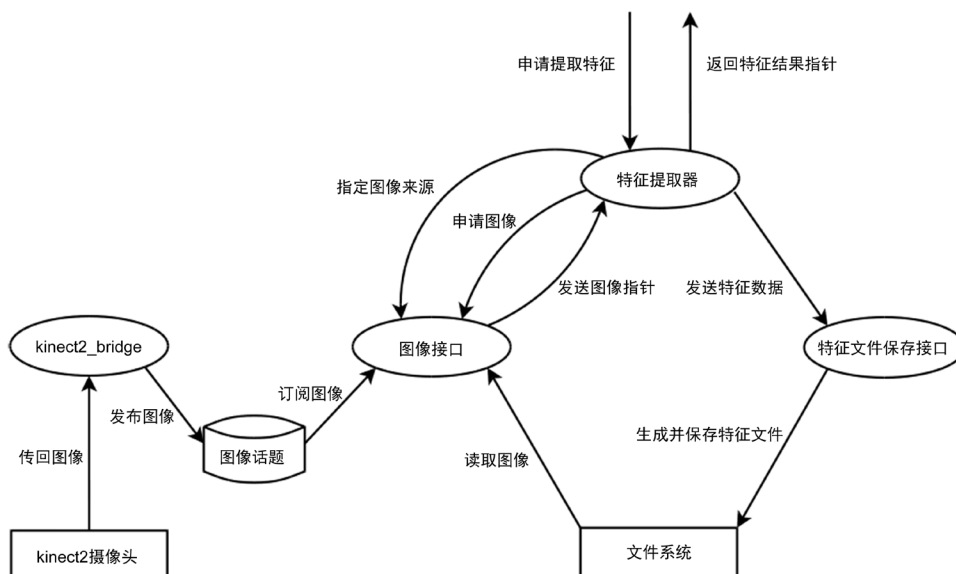 申请提取特征
返回特征结果指针
指定图像来源
特征提取器
申请图像
发送图像指针
发送特征数据
kinect2_bridge
图像接口
特征文件保存接口
订阅图像
发布图像
生成并保存特征文件
传回图像
图像话题
读取图像
kinect2摄像头
文件系统